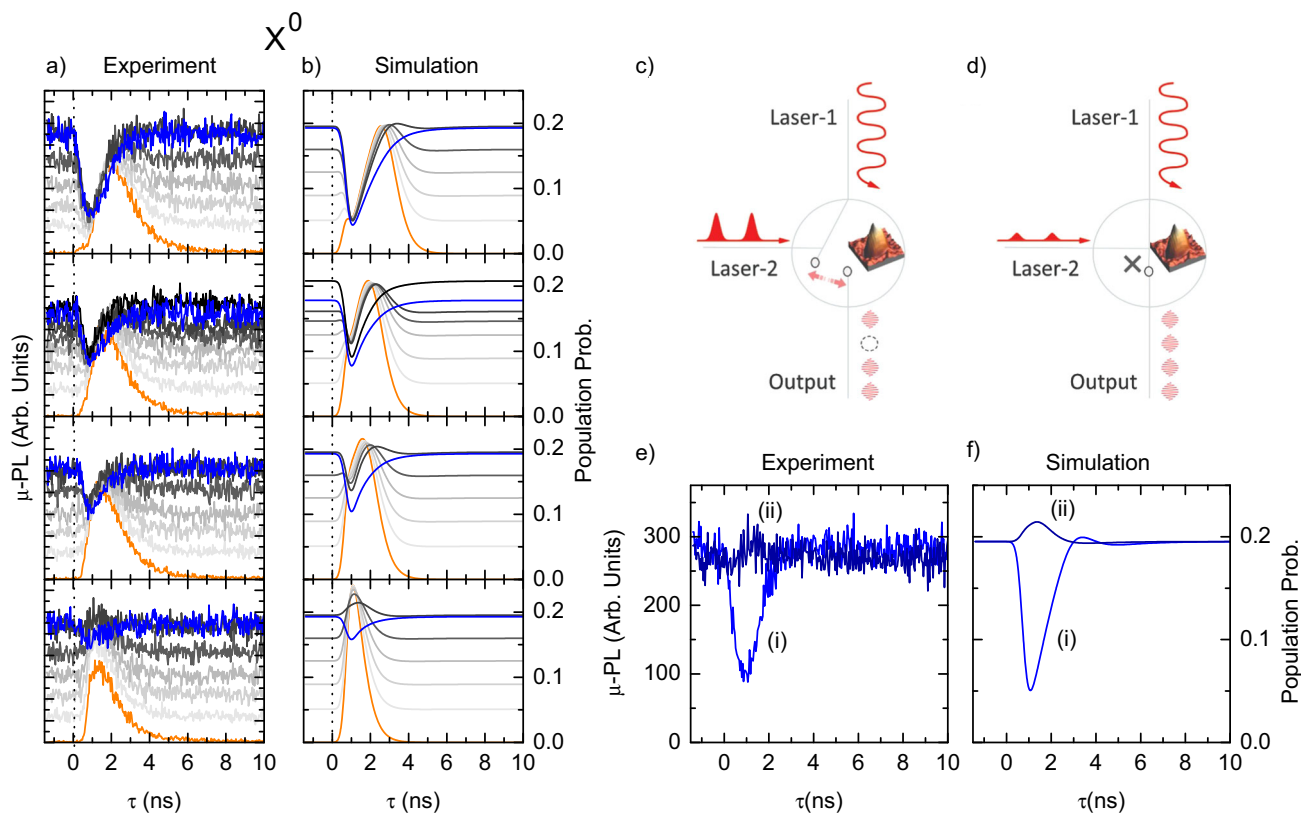 X⁰
a) Experiment
b) Simulation
c)
d)
Laser-1
Laser-1
Laser-2
Laser-2
Output
Output
μ-PL (Arb. Units)
Population Prob.
0.2
0.1
0.0
0.2
0.1
0.0
0.2
0.1
0.0
0.2
0.1
0.0
0 2 4 6 8 10
0 2 4 6 8 10
τ (ns)
τ (ns)
e) Experiment
f) Simulation
μ-PL (Arb. Units)
350
300
250
100
50
0
(ii)
(i)
(ii)
(i)
0.2
0.1
0.0
Population Prob.
0 2 4 6 8 10
0 2 4 6 8 10
τ(ns)
τ(ns)